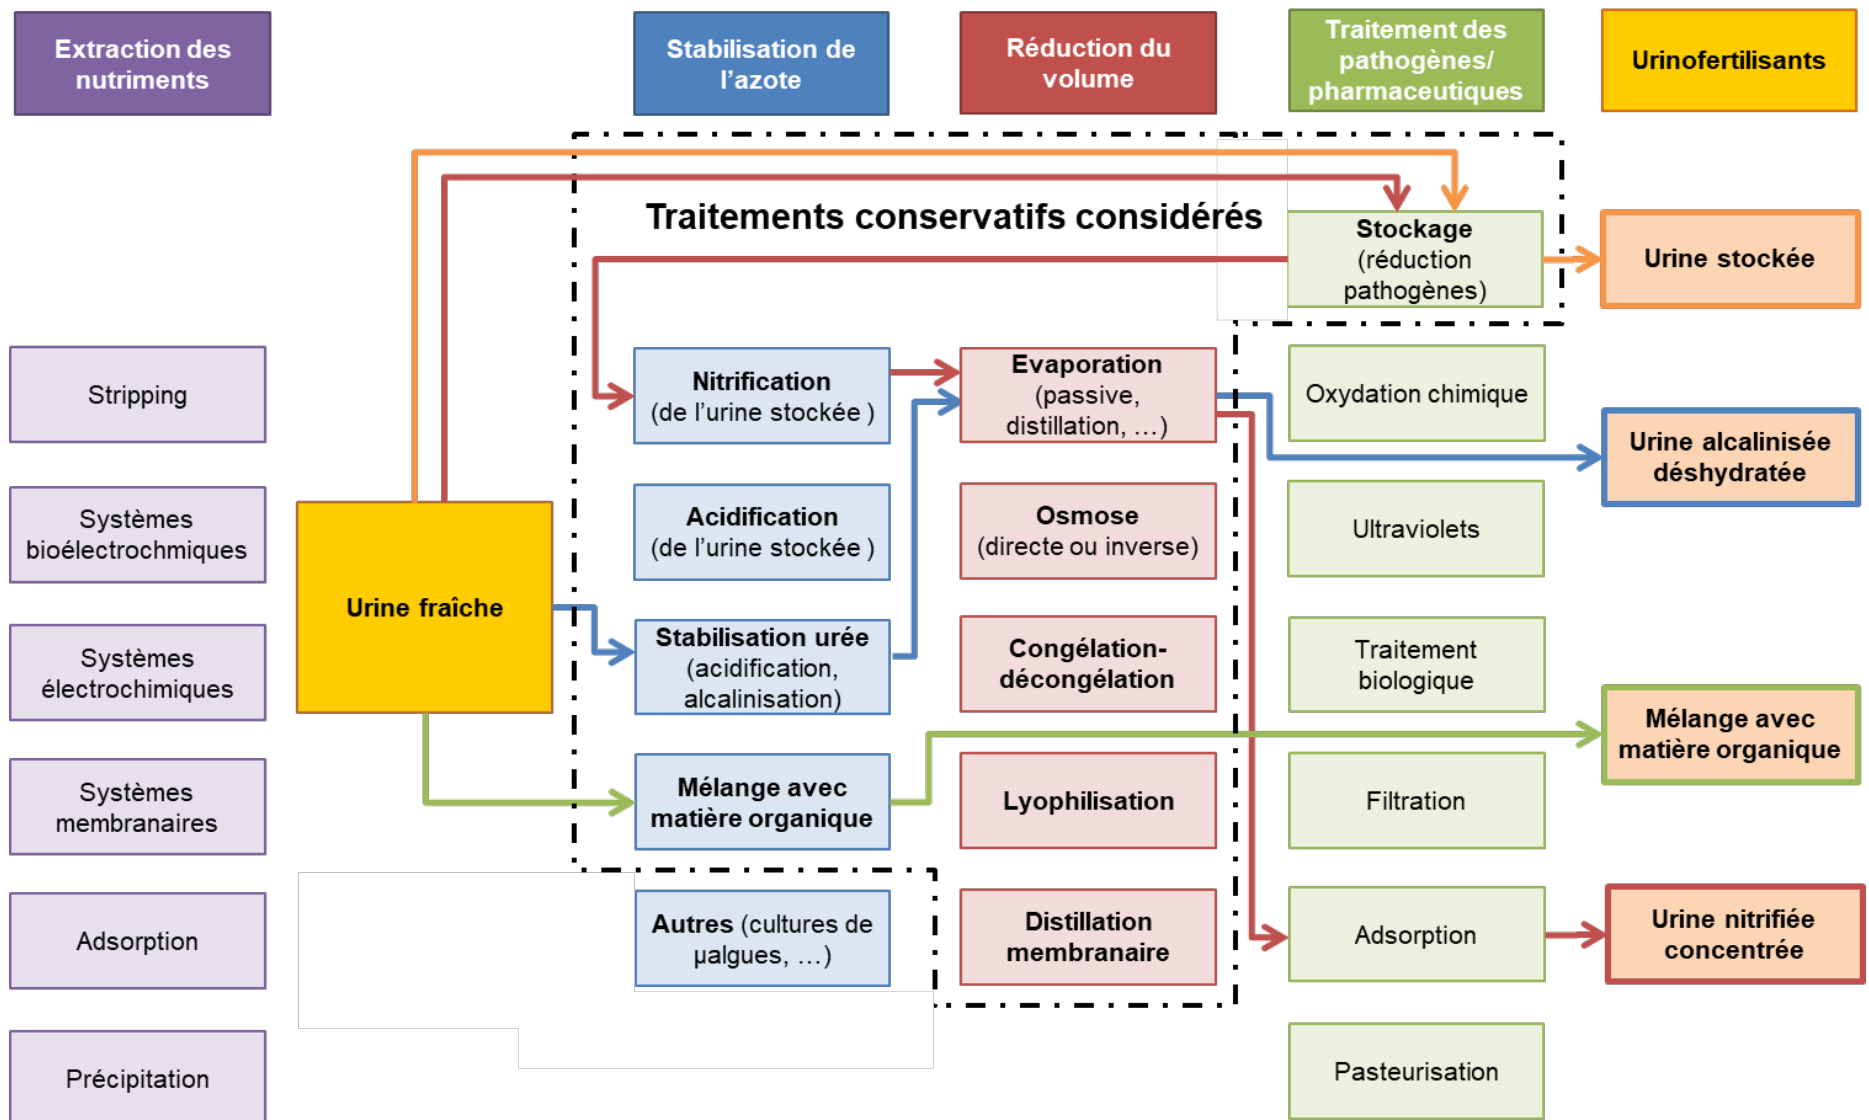 Extraction des
nutriments
Stabilisation de
l’azote
Réduction du
volume
Traitement des
pathogènes/
pharmaceutiques
Urinofertilisants
Traitements conservatifs considérés
Stockage
(réduction
pathogènes)
Urine stockée
Stripping
Nitrification
(de l’urine stockée )
Evaporation
(passive,
distillation, …)
Oxydation chimique
Urine alcalinisée
déshydratée
Systèmes
bioélectrochmiques
Urine fraîche
Acidification
(de l’urine stockée )
Osmose
(directe ou inverse)
Ultraviolets
Systèmes
électrochimiques
Stabilisation urée
(acidification,
alcalinisation)
Congélation-
décongélation
Traitement
biologique
Mélange avec
matière organique
Systèmes
membranaires
Mélange avec
matière organique
Lyophilisation
Filtration
Adsorption
Autres (cultures de
µalgues, …)
Distillation
membranaire
Adsorption
Urine nitrifiée
concentrée
Précipitation
Pasteurisation